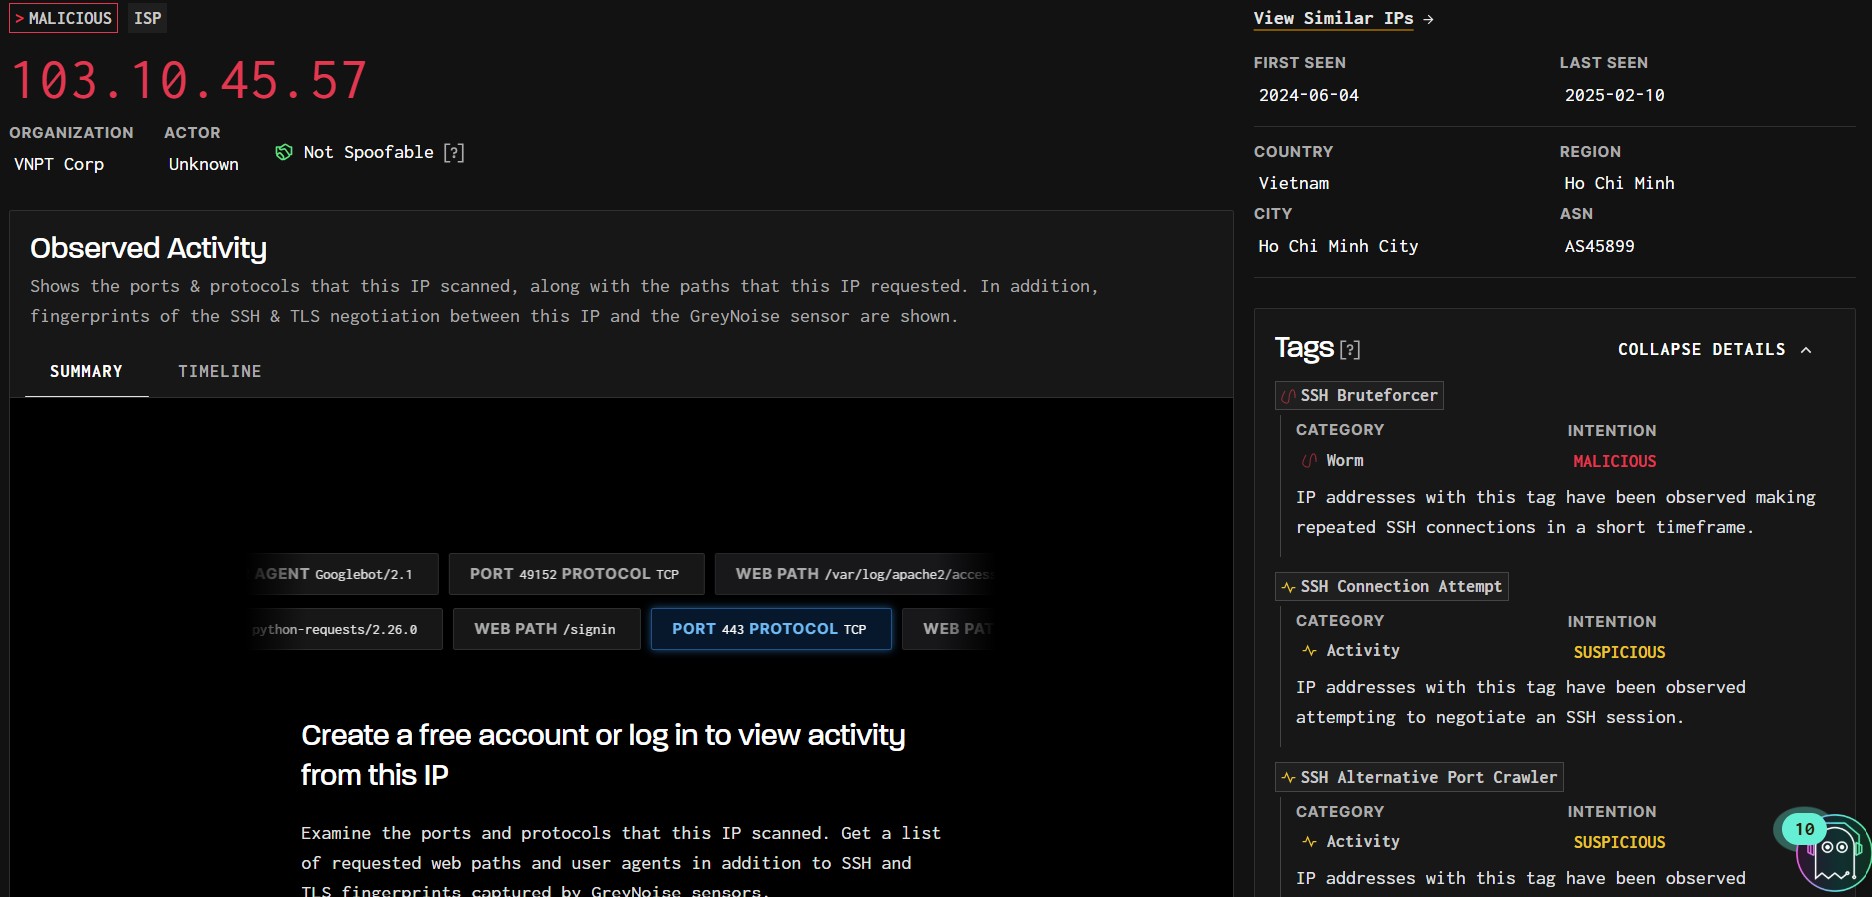 > MALICIOUS ISP
103.10.45.57
ORGANIZATION ACTOR
VNPT Corp Unknown
Not Spoofable [?]
Observed Activity
Shows the ports & protocols that this IP scanned, along with the paths that this IP requested. In addition,
fingerprints of the SSH & TLS negotiation between this IP and the GreyNoise sensor are shown.
SUMMARY TIMELINE
AGENT Googlebot/2.1 PORT 49152 PROTOCOL TCP WEB PATH /var/log/apache2/access
python-requests/2.26.0 WEB PATH /signin PORT 443 PROTOCOL TCP WEB PAT
Create a free account or log in to view activity
from this IP
Examine the ports and protocols that this IP scanned. Get a list
of requested web paths and user agents in addition to SSH and
TLS fingerprints captured by GreyNoise sensors.
View Similar IPs →
FIRST SEEN LAST SEEN
2024-06-04 2025-02-10
COUNTRY REGION
Vietnam Ho Chi Minh
CITY ASN
Ho Chi Minh City AS45899
Tags [?] COLLAPSE DETAILS
SSH Bruteforcer
CATEGORY INTENTION
Worm MALICIOUS
IP addresses with this tag have been observed making
repeated SSH connections in a short timeframe.
SSH Connection Attempt
CATEGORY INTENTION
Activity SUSPICIOUS
IP addresses with this tag have been observed
attempting to negotiate an SSH session.
SSH Alternative Port Crawler
CATEGORY INTENTION
Activity SUSPICIOUS
IP addresses with this tag have been observed
10